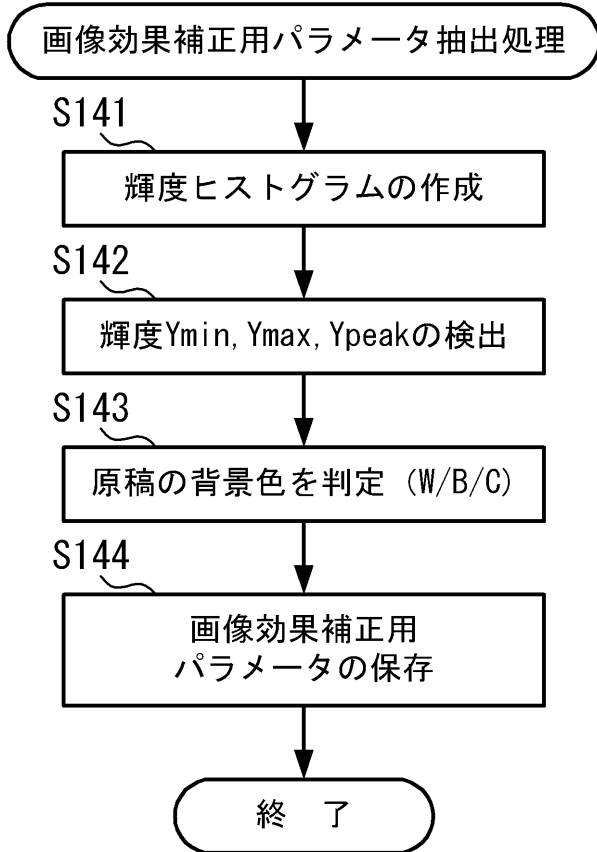 画像効果補正用パラメータ抽出処理
S141
輝度ヒストグラムの作成
S142
輝度Ymin,Ymax,Ypeakの検出
S143
原稿の背景色を判定 (W/B/C)
S144
画像効果補正用
パラメータの保存
終 了